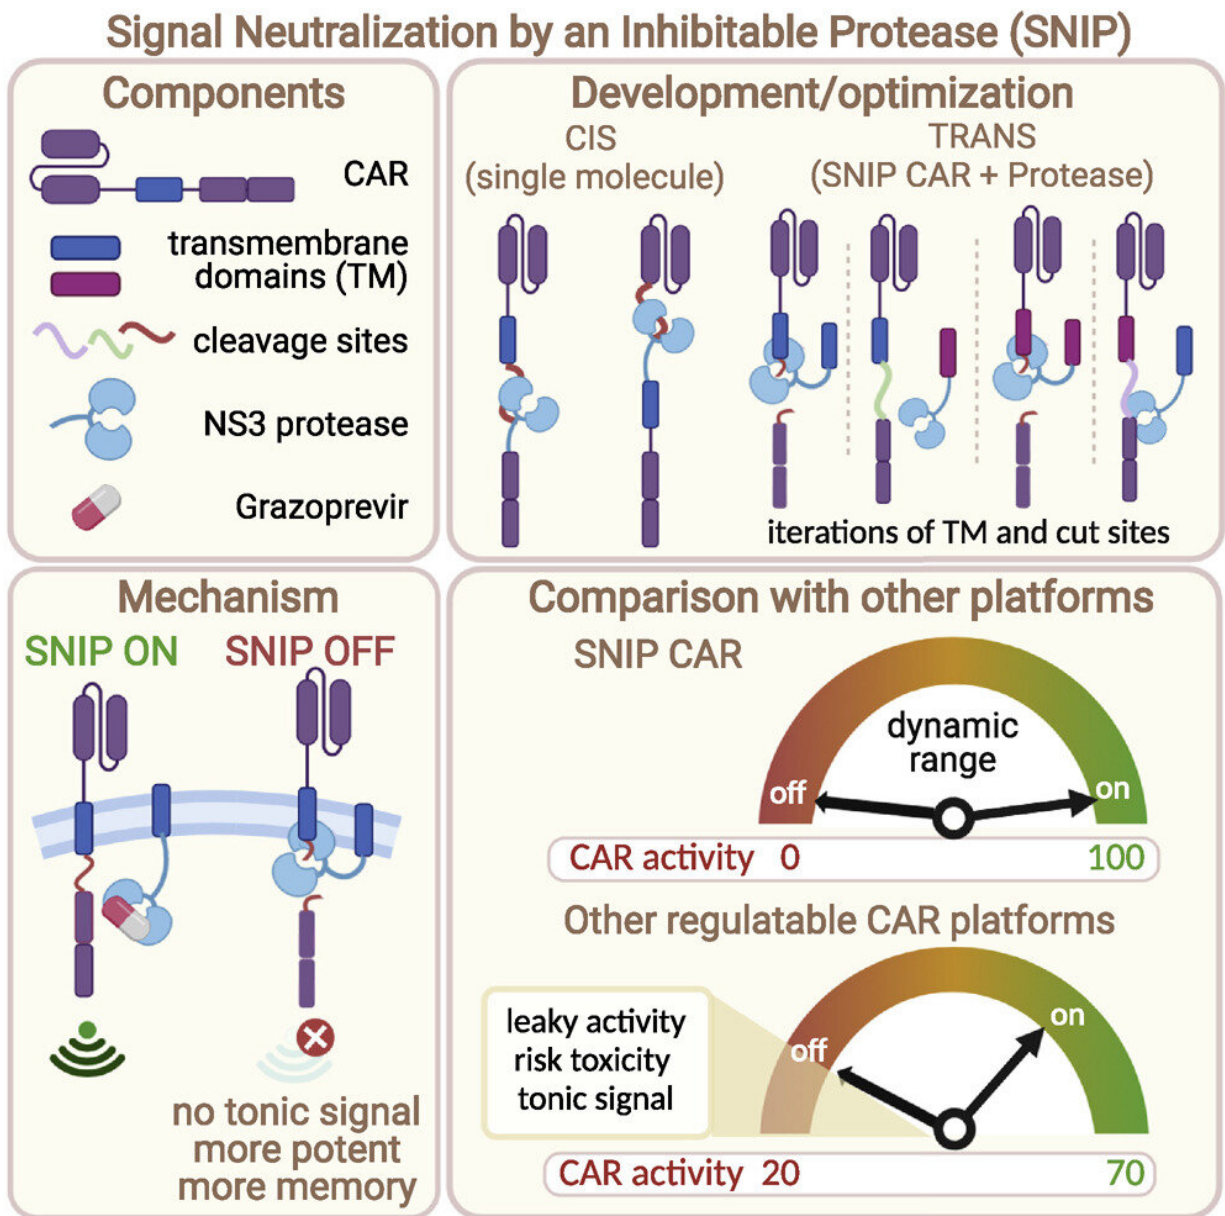 Signal Neutralization by an Inhibitable Protease (SNIP)
Components
CAR
transmembrane
domains (TM)
cleavage sites
NS3 protease
Grazoprevir
Development/optimization
CIS
(single molecule)
TRANS
(SNIP CAR + Protease)
iterations of TM and cut sites
Mechanism
SNIP ON
SNIP OFF
no tonic signal
more potent
more memory
Comparison with other platforms
SNIP CAR
dynamic
range
off
on
CAR activity 0 100
Other regulatable CAR platforms
leaky activity
risk toxicity
tonic signal
off
on
CAR activity 20 70